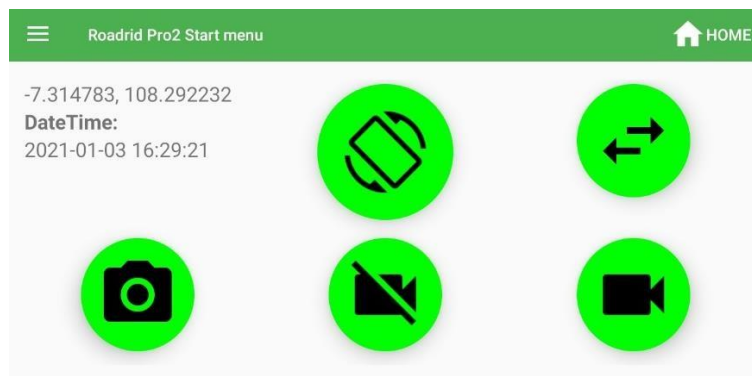 Roadrid Pro2 Start menu
HOME
-7.314783, 108.292232
DateTime:
2021-01-03 16:29:21